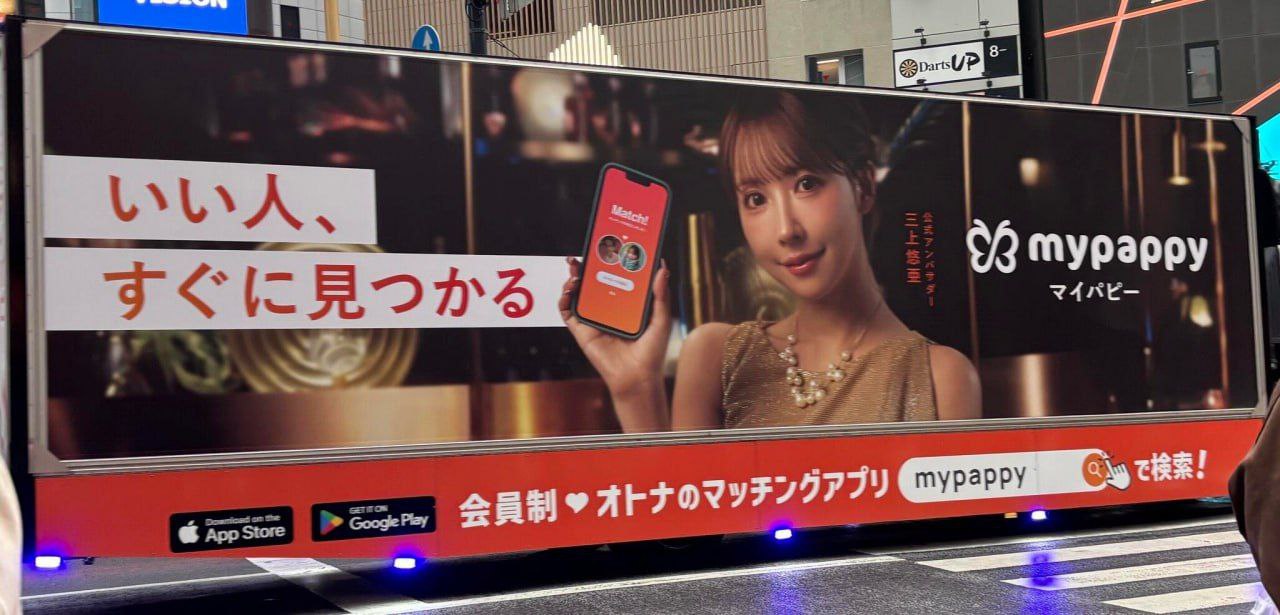 VISION
Darts UP
8-
いい人、
すぐに見つかる
Match!
公式アンバサダー
三上悠亜
mypappy
マイパピー
Download on the
App Store
GET IT ON
Google Play
会員制♥オトナのマッチングアプリ
mypappy
で検索!